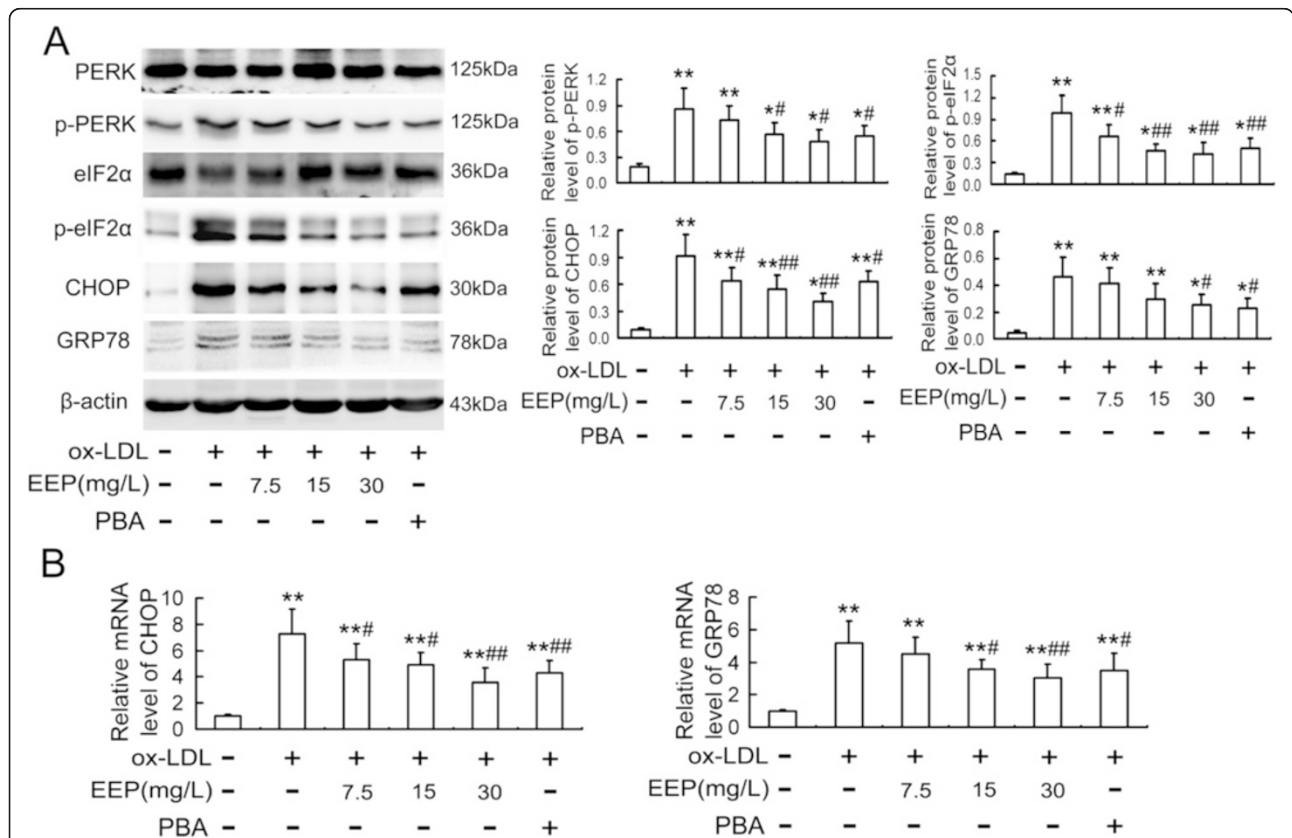 A
PERK 125kDa
p-PERK 125kDa
eIF2α 36kDa
p-eIF2α 36kDa
CHOP 30kDa
GRP78 78kDa
β-actin 43kDa
ox-LDL - + + + + +
EEP(mg/L) - - 7.5 15 30 -
PBA - - - - - +
Relative protein
level of p-PERK
1.2
0.9
0.6
0.3
0.0
** ** *# *# *#
Relative protein
level of p-eIF2α
1.5
1.2
0.9
0.6
0.3
0.0
** **# *## *## *##
Relative protein
level of CHOP
1.2
0.9
0.6
0.3
0.0
** **# **## *## **#
ox-LDL - + + + + +
EEP(mg/L) - - 7.5 15 30 -
PBA - - - - - +
Relative protein
level of GRP78
0.8
0.6
0.4
0.2
0.0
** ** ** *# *#
ox-LDL - + + + + +
EEP(mg/L) - - 7.5 15 30 -
PBA - - - - - +
B
Relative mRNA
level of CHOP
10
8
6
4
2
0
** **# **# **## **##
ox-LDL - + + + + +
EEP(mg/L) - - 7.5 15 30 -
PBA - - - - - +
Relative mRNA
level of GRP78
8
6
4
2
0
** ** **# **## **#
ox-LDL - + + + + +
EEP(mg/L) - - 7.5 15 30 -
PBA - - - - - +